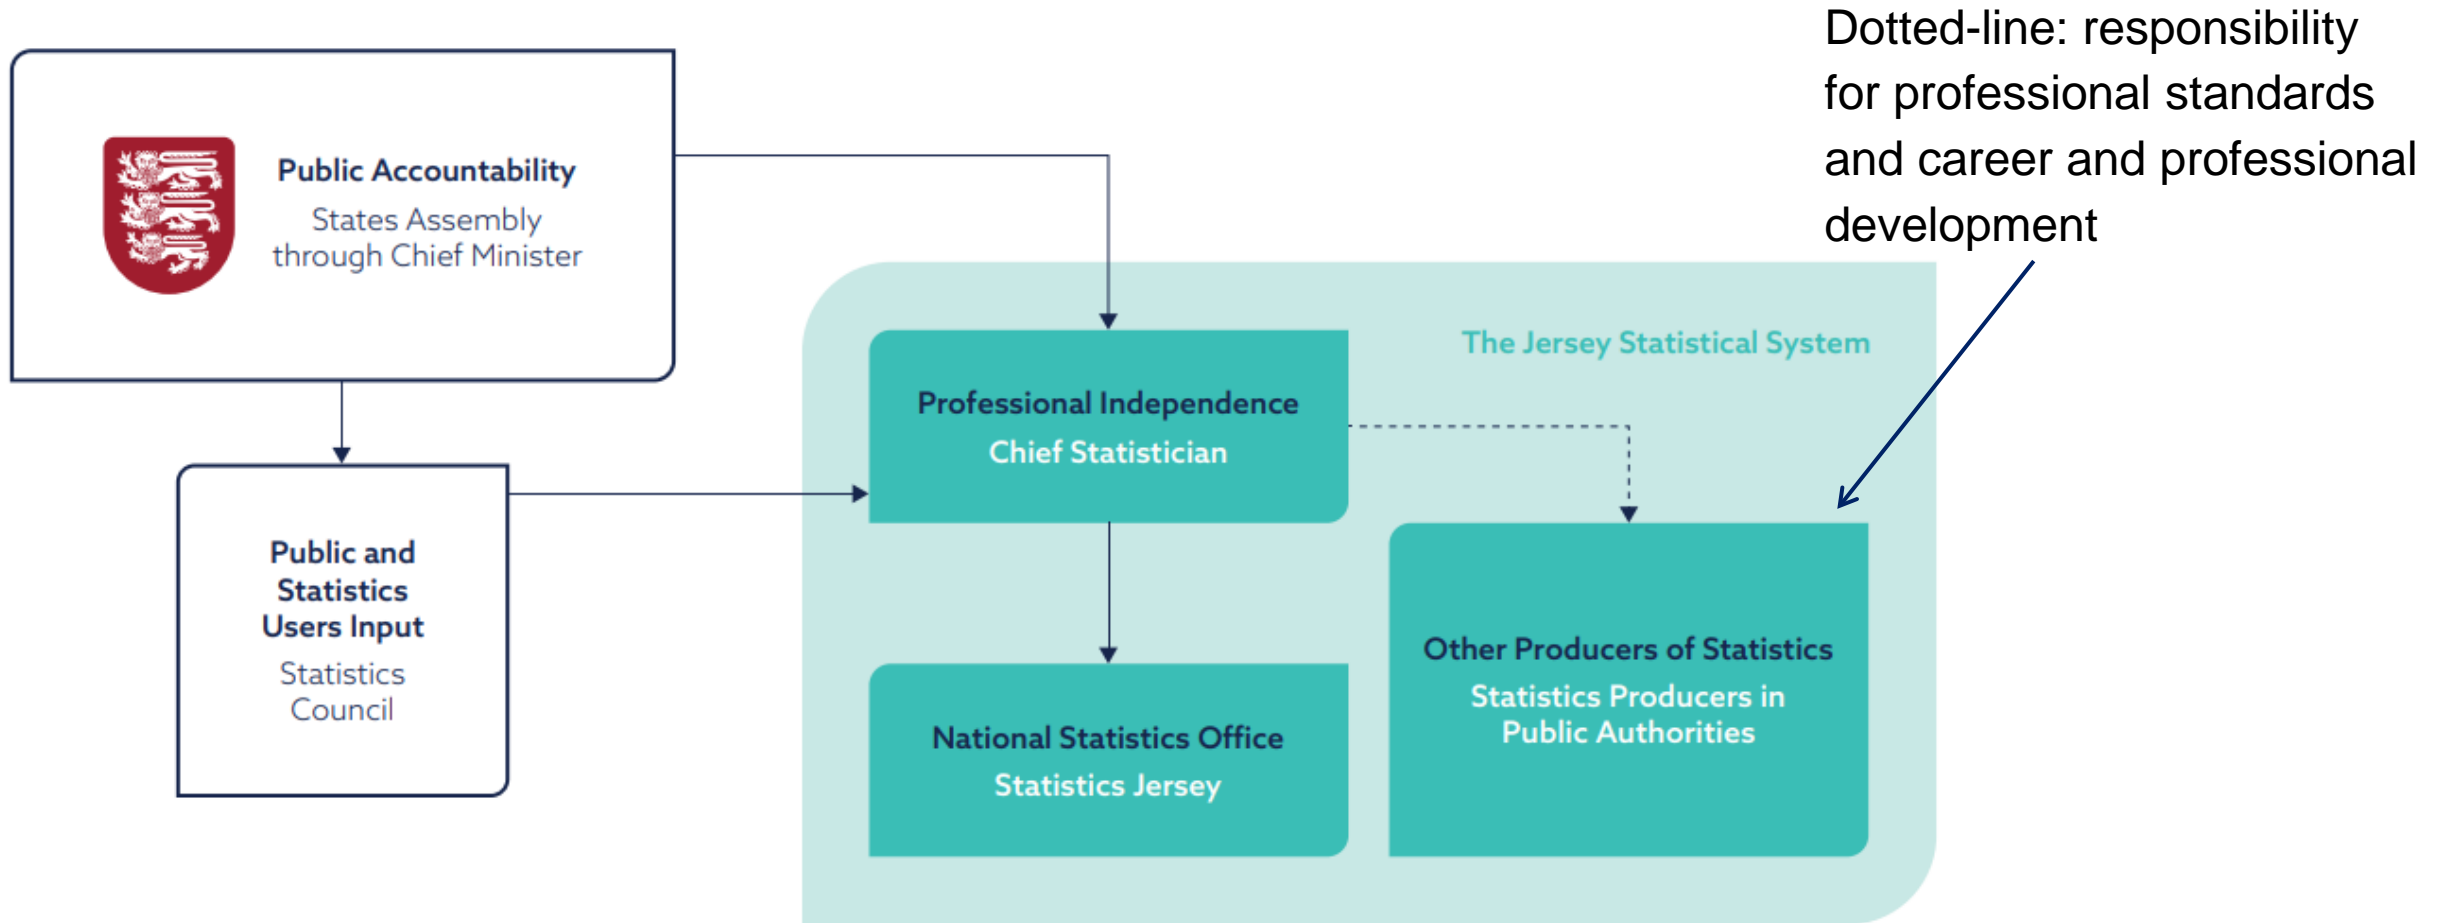 Dotted-line: responsibility
for professional standards
and career and professional
development
Public Accountability
States Assembly
through Chief Minister
The Jersey Statistical System
Professional Independence
Chief Statistician
Public and
Statistics
Users Input
Statistics
Council
National Statistics Office
Statistics Jersey
Other Producers of Statistics
Statistics Producers in
Public Authorities